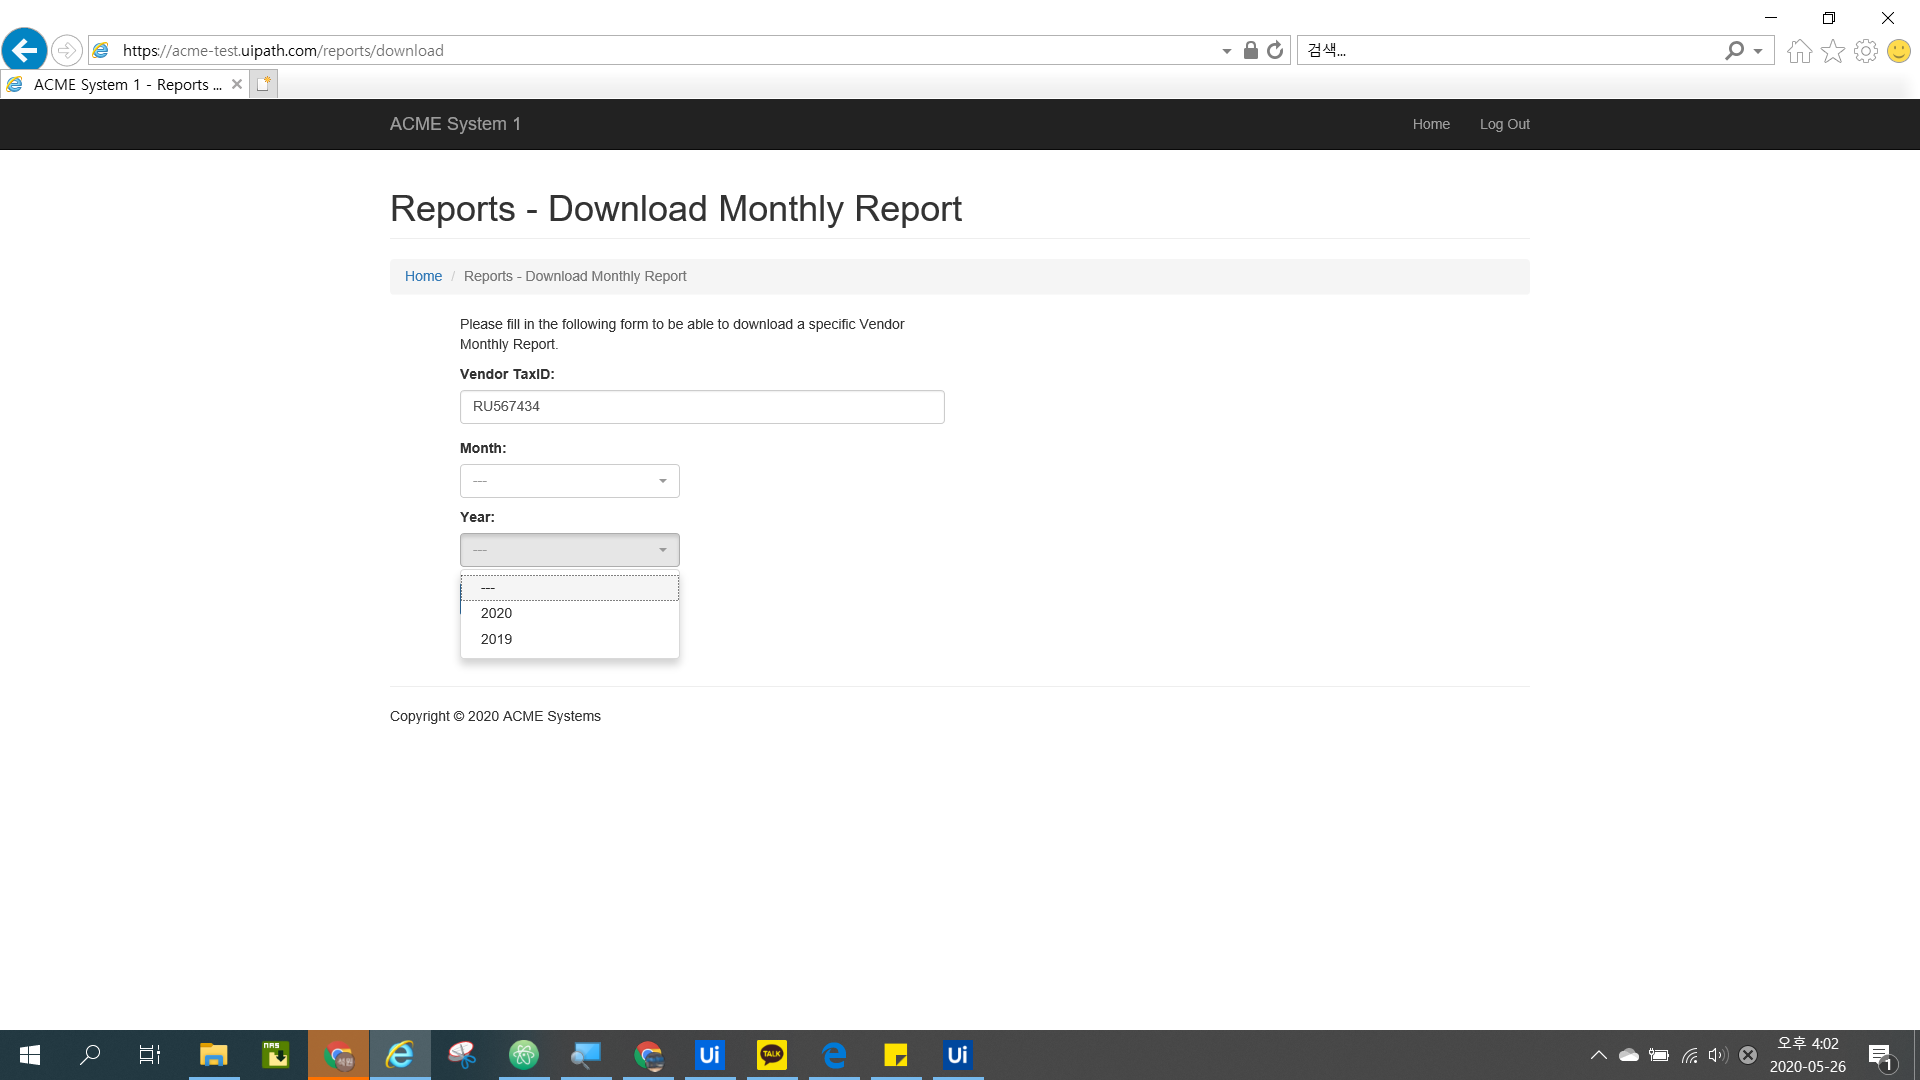 https://acme-test.uipath.com/reports/download
검색...
ACME System 1 - Reports ...
ACME System 1
Home
Log Out
Reports - Download Monthly Report
Home / Reports - Download Monthly Report
Please fill in the following form to be able to download a specific Vendor
Monthly Report.
Vendor TaxID:
RU567434
Month:
---
Year:
---
---
2020
2019
Copyright © 2020 ACME Systems
NAS
Ui
TALK
Ui
오후 4:02
2020-05-26
1